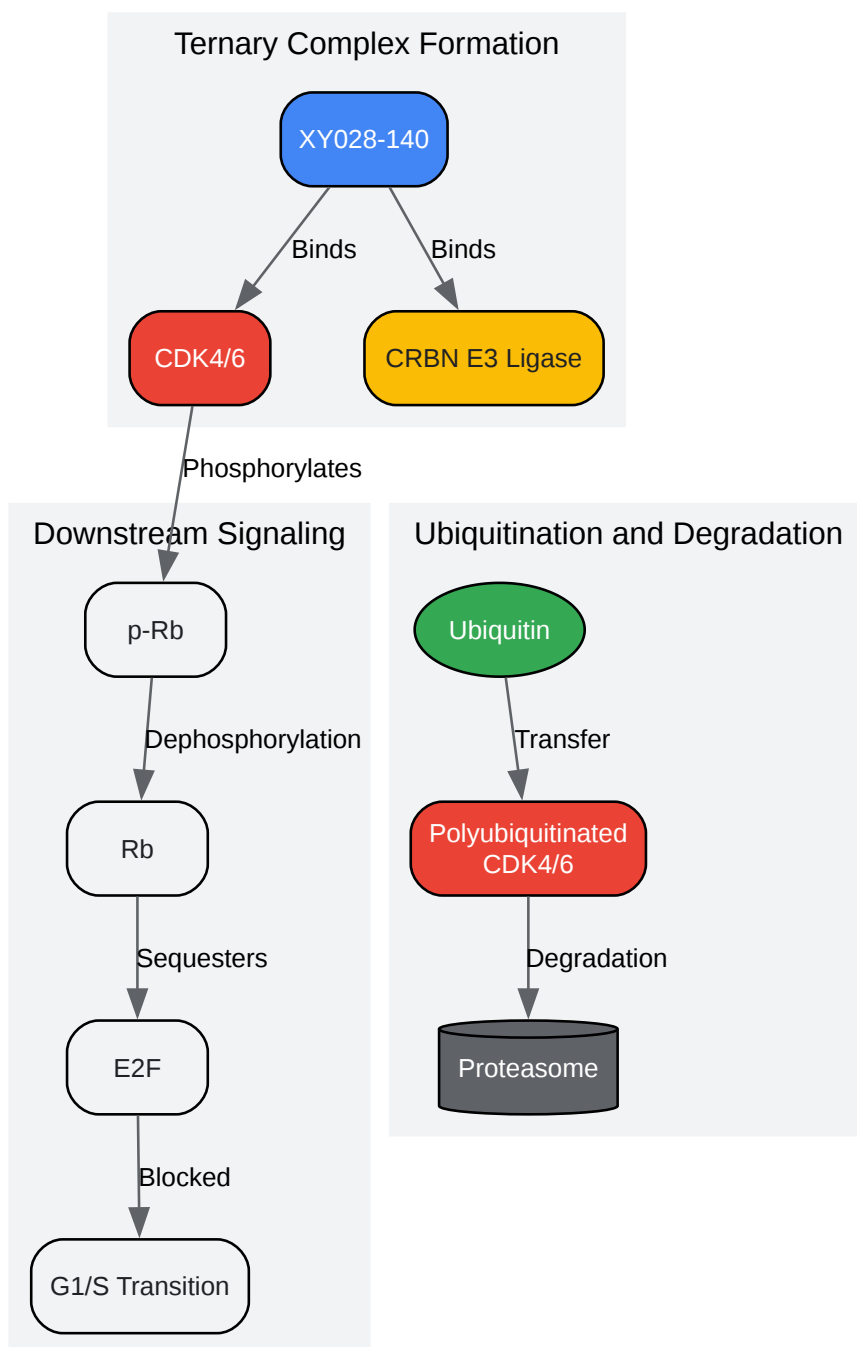 Ternary Complex Formation
XY028-140
Binds
Binds
CDK4/6
CRBN E3 Ligase
Phosphorylates
Downstream Signaling
p-Rb
Dephosphorylation
Rb
Sequesters
E2F
Blocked
G1/S Transition
Ubiquitination and Degradation
Ubiquitin
Transfer
Polyubiquitinated
CDK4/6
Degradation
Proteasome